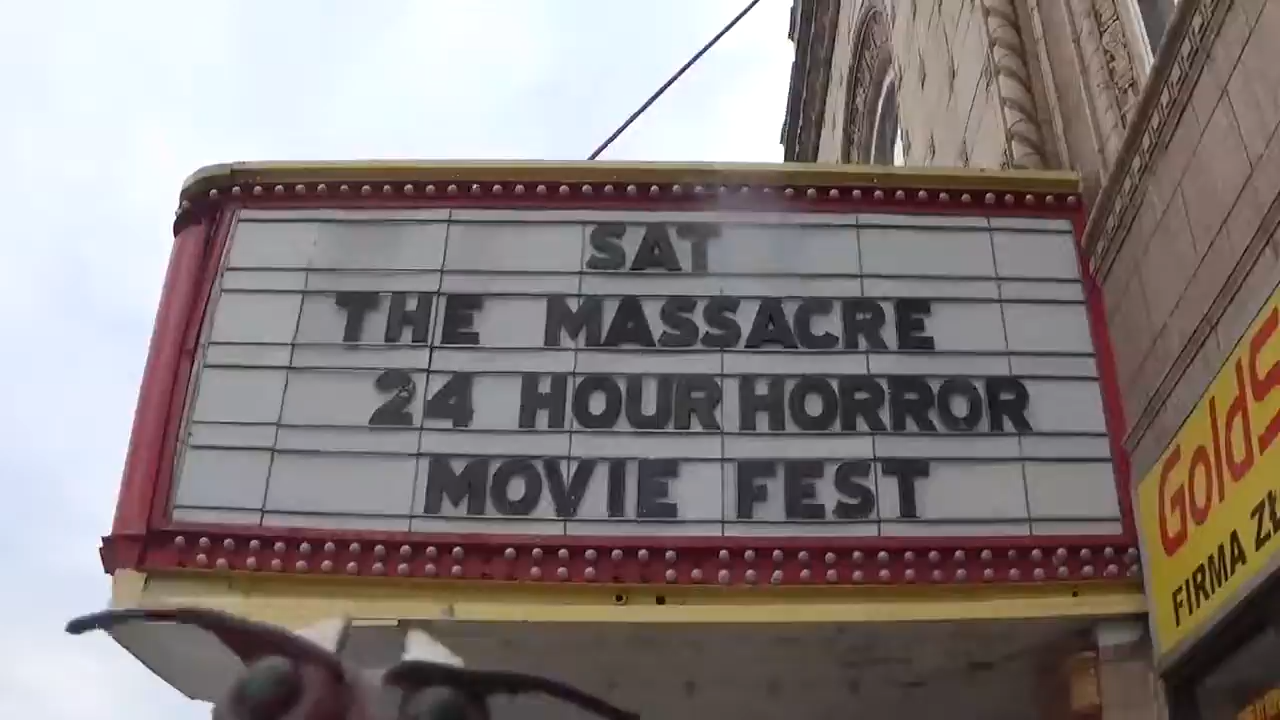 SAT
THE MASSACRE
24 HOUR HORROR
MOVIE FEST
FIRMA